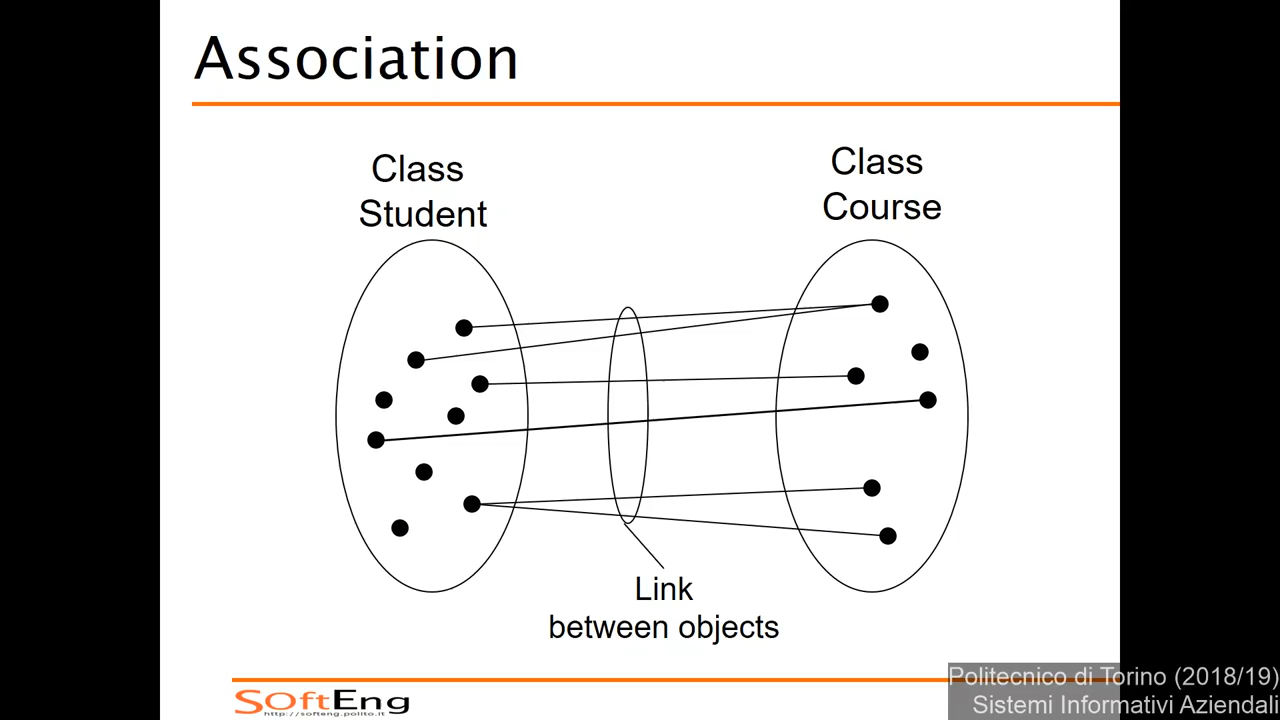 Association
Class
Student
Class
Course
Link
between objects
SoftEng
http://softeng.polito.it
Politecnico di Torino (2018/19)
Sistemi Informativi Aziendali